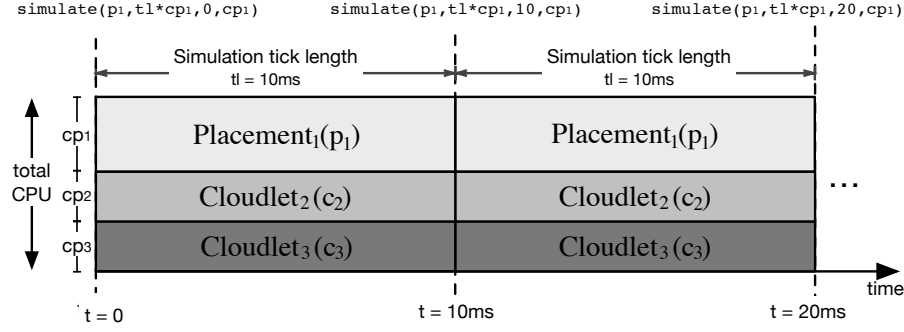 simulate(p₁,tl*cp₁,0,cp₁) simulate(p₁,tl*cp₁,10,cp₁) simulate(p₁,tl*cp₁,20,cp₁)
Simulation tick length Simulation tick length
tl = 10ms tl = 10ms
cp₁ Placement₁(p₁) Placement₁(p₁)
total
CPU
cp₂ Cloudlet₂(c₂) Cloudlet₂(c₂) ...
cp₃ Cloudlet₃(c₃) Cloudlet₃(c₃)
time
t = 0 t = 10ms t = 20ms